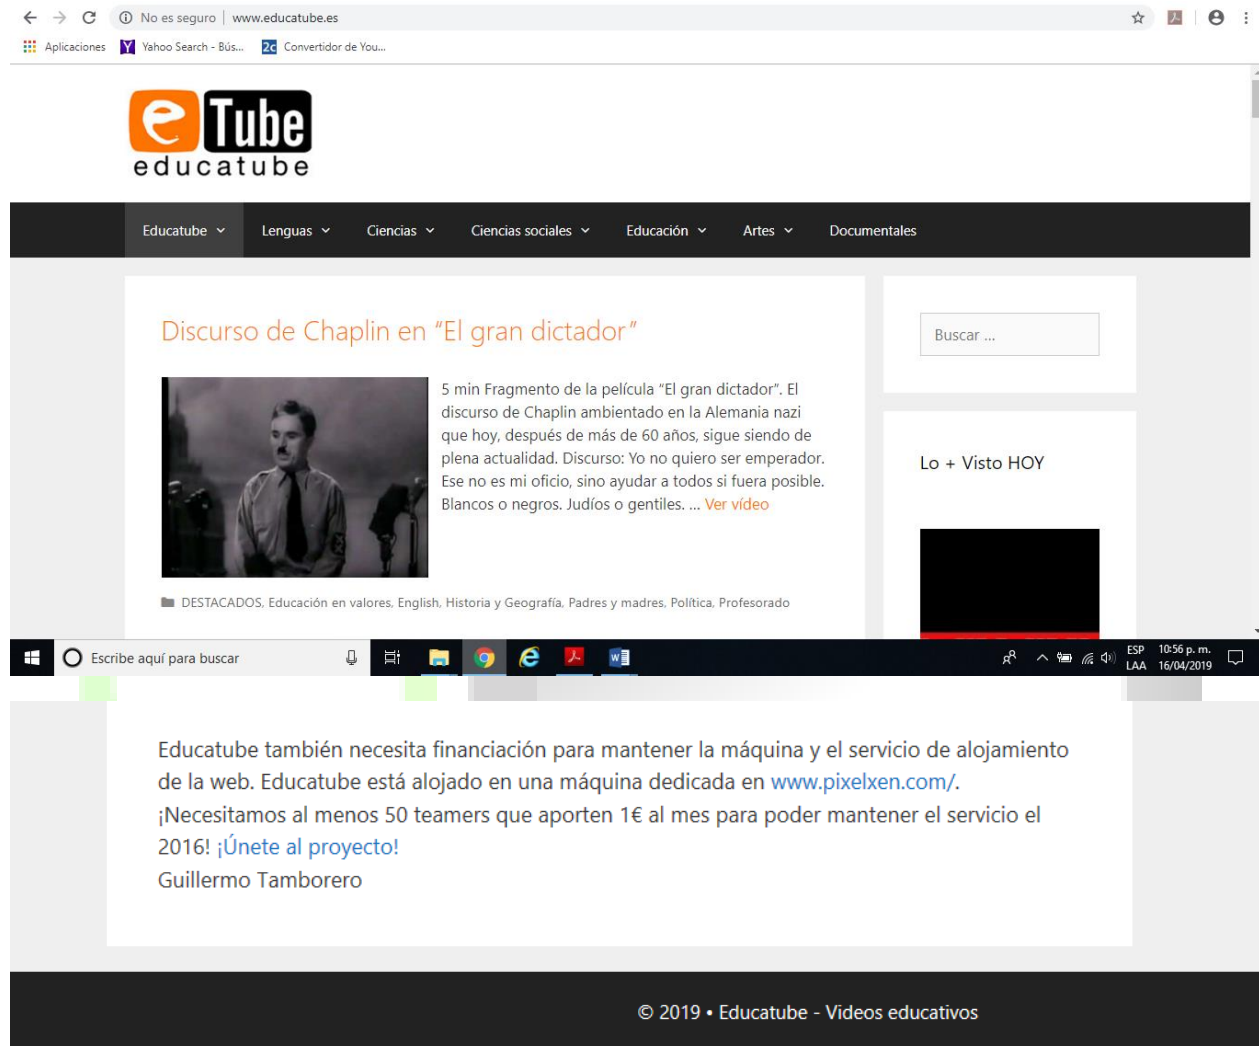 No es seguro | www.educatube.es
Aplicaciones Yahoo Search - Bús... 2c Convertidor de You...
e Tube
educatube
Educatube Lenguas Ciencias Ciencias sociales Educación Artes Documentales
Discurso de Chaplin en “El gran dictador”
5 min Fragmento de la película “El gran dictador”. El
discurso de Chaplin ambientado en la Alemania nazi
que hoy, después de más de 60 años, sigue siendo de
plena actualidad. Discurso: Yo no quiero ser emperador.
Ese no es mi oficio, sino ayudar a todos si fuera posible.
Blancos o negros. Judíos o gentiles. ... Ver vídeo
DESTACADOS, Educación en valores, English, Historia y Geografía, Padres y madres, Política, Profesorado
Buscar ...
Lo + Visto HOY
Escribe aquí para buscar
ESP 10:56 p. m.
LAA 16/04/2019
Educatube también necesita financiación para mantener la máquina y el servicio de alojamiento
de la web. Educatube está alojado en una máquina dedicada en www.pixelxen.com/.
¡Necesitamos al menos 50 teamers que aporten 1€ al mes para poder mantener el servicio el
2016! ¡Únete al proyecto!
Guillermo Tamborero
© 2019 • Educatube - Videos educativos